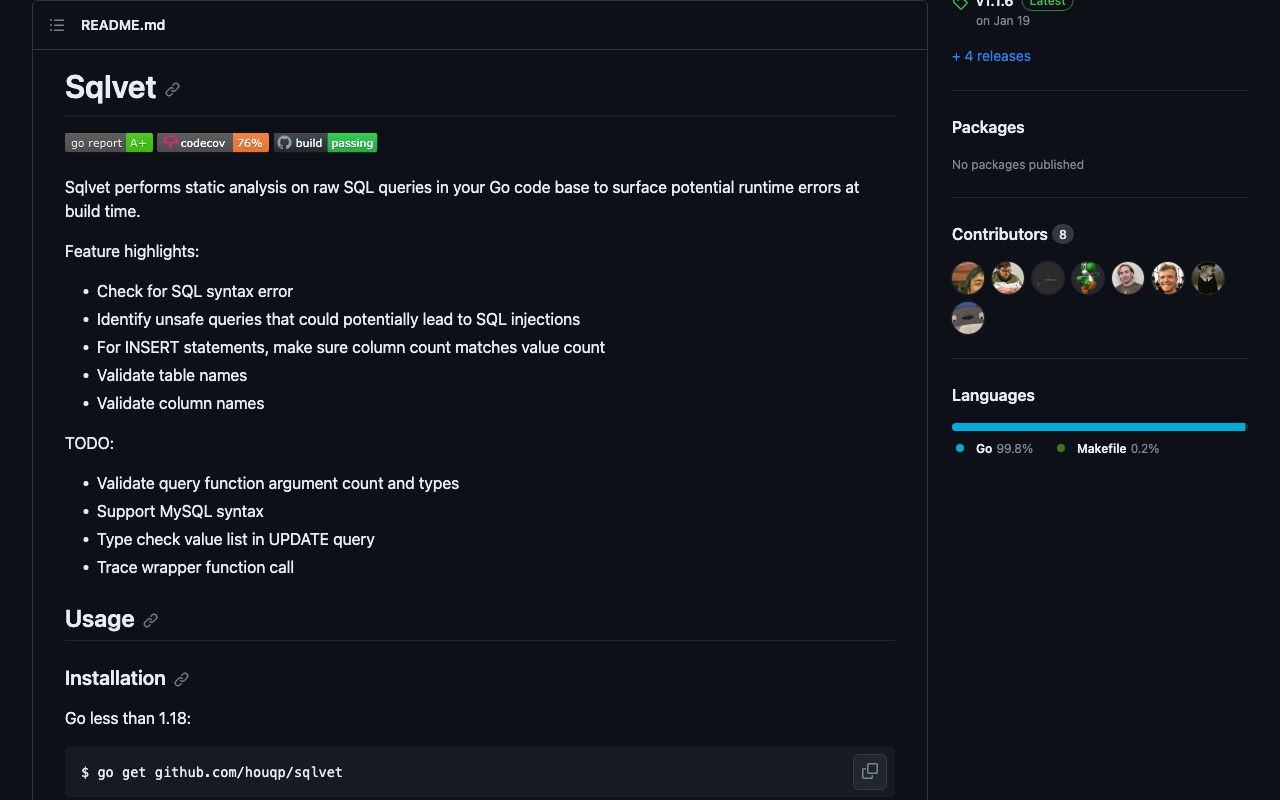 README.md
Sqlvet
go report A+ codecov 76% build passing
Sqlvet performs static analysis on raw SQL queries in your Go code base to surface potential runtime errors at
build time.
Feature highlights:
• Check for SQL syntax error
• Identify unsafe queries that could potentially lead to SQL injections
• For INSERT statements, make sure column count matches value count
• Validate table names
• Validate column names
TODO:
• Validate query function argument count and types
• Support MySQL syntax
• Type check value list in UPDATE query
• Trace wrapper function call
Usage
Installation
Go less than 1.18:
$ go get github.com/houqp/sqlvet
v1.1.6 Latest
on Jan 19
+ 4 releases
Packages
No packages published
Contributors 8
Languages
Go 99.8% Makefile 0.2%